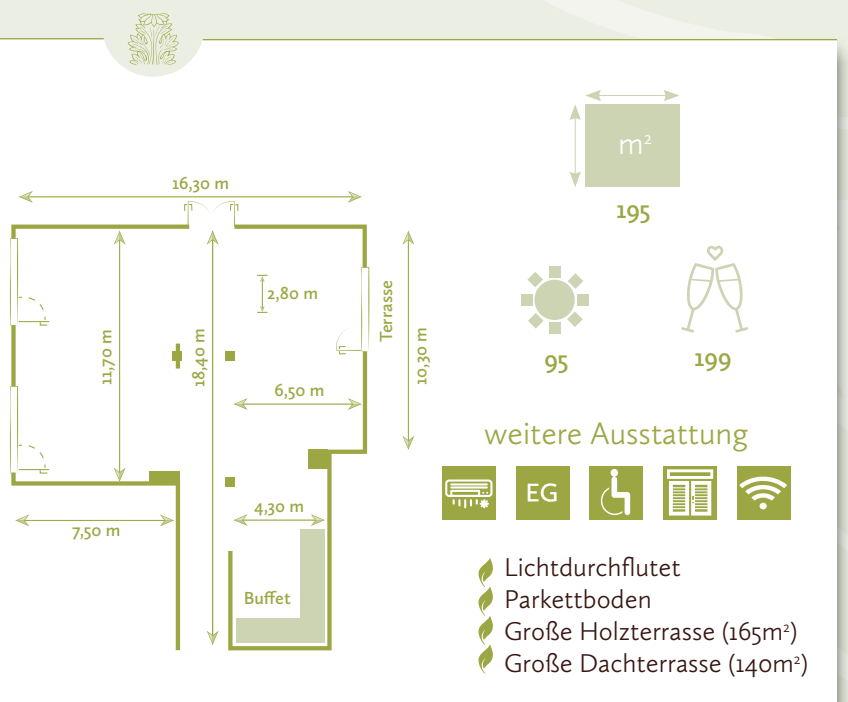 16,30 m
m²
195
2,80 m
Terrasse
11,70 m
18,40 m
10,30 m
6,50 m
95
199
weitere Ausstattung
EG
4,30 m
7,50 m
Buffet
Lichtdurchflutet
Parkettboden
Große Holzterrasse (165m²)
Große Dachterrasse (140m²)